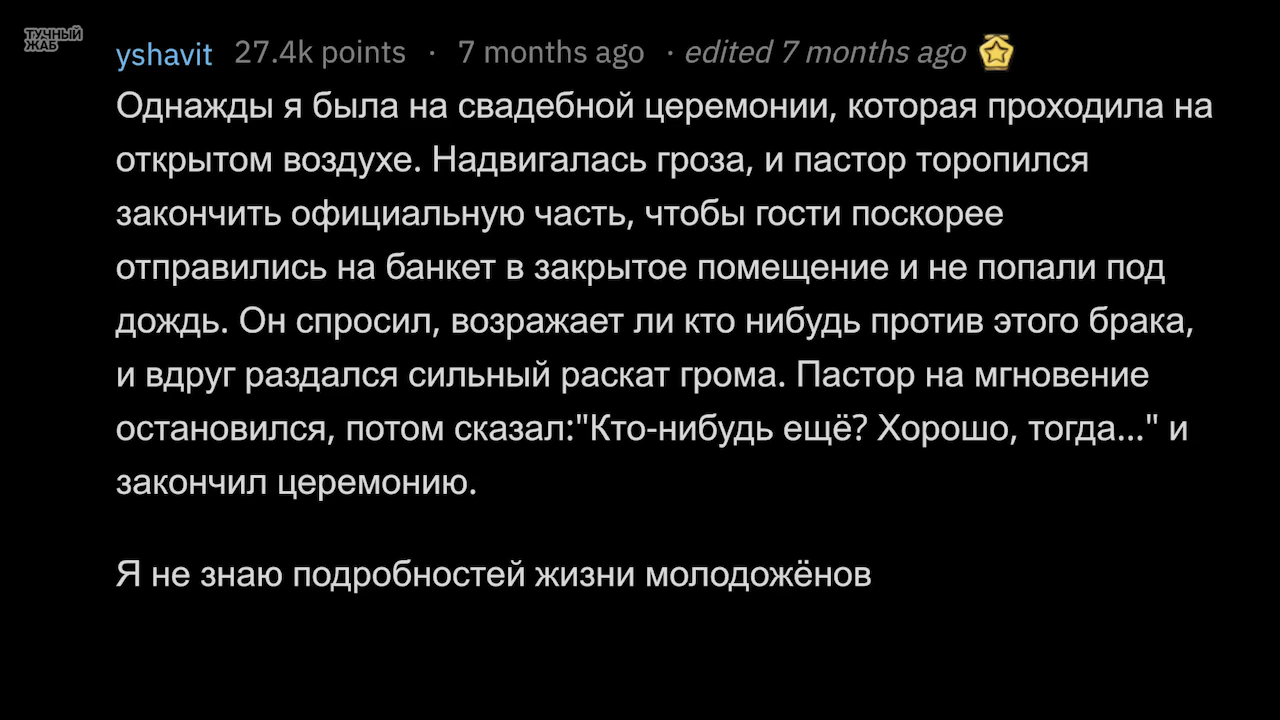 ТУЧНЫЙ
ЖАБ
yshavit 27.4k points · 7 months ago · edited 7 months ago
Однажды я была на свадебной церемонии, которая проходила на
открытом воздухе. Надвигалась гроза, и пастор торопился
закончить официальную часть, чтобы гости поскорее
отправились на банкет в закрытое помещение и не попали под
дождь. Он спросил, возражает ли кто нибудь против этого брака,
и вдруг раздался сильный раскат грома. Пастор на мгновение
остановился, потом сказал:"Кто-нибудь ещё? Хорошо, тогда..." и
закончил церемонию.
Я не знаю подробностей жизни молодожёнов